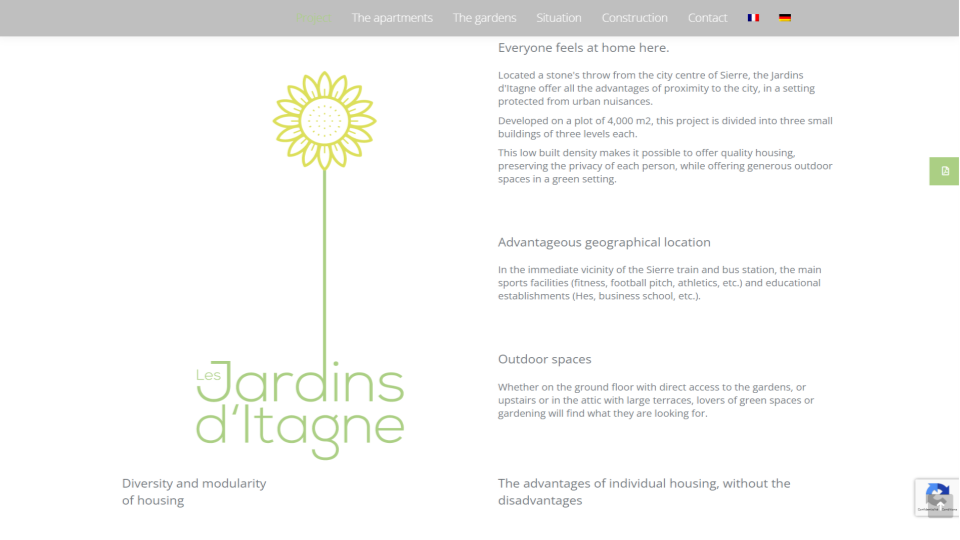 The apartments The gardens Situation Construction Contact
Everyone feels at home here.
Located a stone's throw from the city centre of Sierre, the Jardins
d'Itagne offer all the advantages of proximity to the city, in a setting
protected from urban nuisances.
Developed on a plot of 4,000 m2, this project is divided into three small
buildings of three levels each.
This low built density makes it possible to offer quality housing,
preserving the privacy of each person, while offering generous outdoor
spaces in a green setting.
Advantageous geographical location
In the immediate vicinity of the Sierre train and bus station, the main
sports facilities (fitness, football pitch, athletics, etc.) and educational
establishments (Hes, business school, etc.).
Outdoor spaces
Whether on the ground floor with direct access to the gardens, or
upstairs or in the attic with large terraces, lovers of green spaces or
gardening will find what they are looking for.
Les Jardins
d'Itagne
Diversity and modularity
of housing
The advantages of individual housing, without the
disadvantages